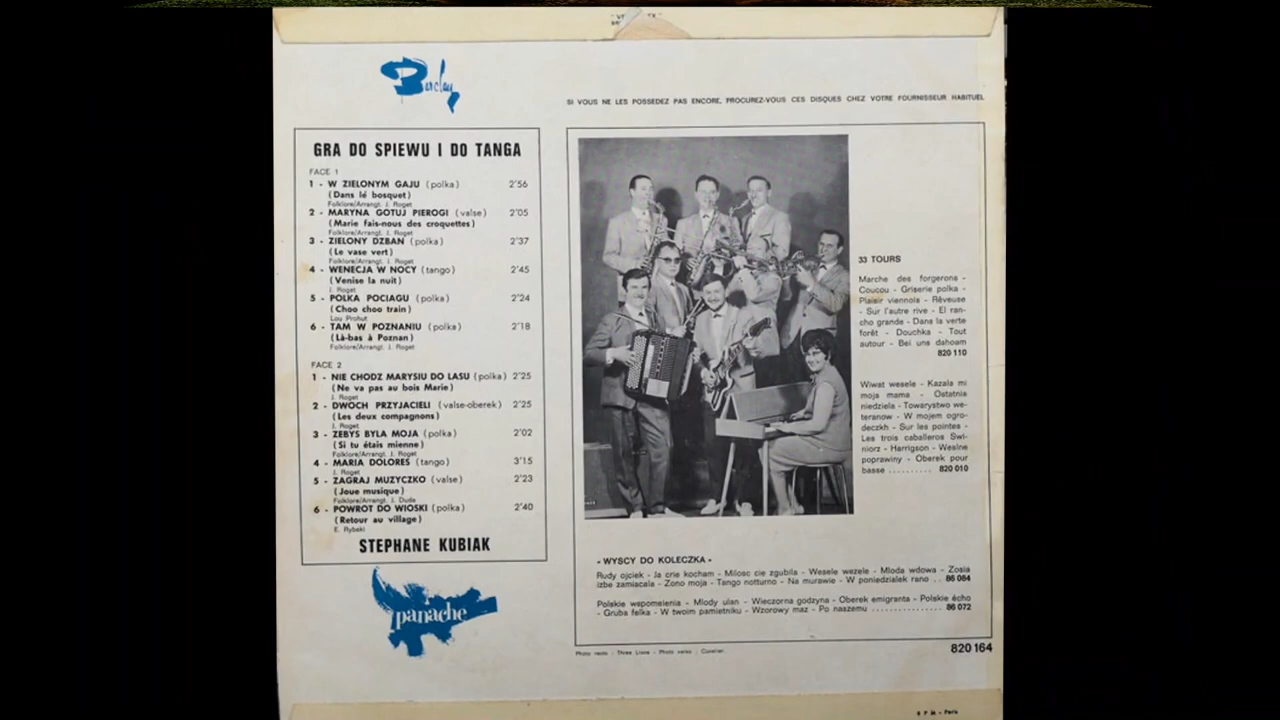 Barclay
SI VOUS NE LES POSSEDEZ PAS ENCORE, PROCUREZ-VOUS CES DISQUES CHEZ VOTRE FOURNISSEUR HABITUEL
GRA DO SPIEWU I DO TANGA
FACE 1
1 - W ZIELONYM GAJU (polka) 2'56
(Dans lé bosquet)
Folklore/Arrangt. J. Roget
2 - MARYNA GOTUJ PIEROGI (valse) 2'05
(Marie fais-nous des croquettes)
Folklore/Arrangt. J. Roget
3 - ZIELONY DZBAN (polka) 2'37
(Le vase vert)
Folklore/Arrangt. J. Roget
4 - WENECJA W NOCY (tango) 2'45
(Venise la nuit)
J. Roget
5 - POLKA POCIAGU (polka) 2'24
(Choo choo train)
Lou Prohut
6 - TAM W POZNANIU (polka) 2'18
(Là-bas à Poznan)
Folklore/Arrangt. J. Roget
FACE 2
1 - NIE CHODZ MARYSIU DO LASU (polka) 2'25
(Ne va pas au bois Marie)
J. Roget
2 - DWOCH PRZYJACIELI (valse-oberek) 2'25
(Les deux compagnons)
J. Roget
3 - ZEBYS BYLA MOJA (polka) 2'02
(Si tu étais mienne)
Folklore/Arrangt. J. Roget
4 - MARIA DOLORES (tango) 3'15
J. Roget
5 - ZAGRAJ MUZYCZKO (valse) 2'23
(Joue musique)
Folklore/Arrangt. J. Duda
6 - POWROT DO WIOSKI (polka) 2'40
(Retour au village)
E. Rybski
STEPHANE KUBIAK
panache
33 TOURS
Marche des forgerons -
Coucou - Griserie polka -
Plaisir viennois - Rêveuse
- Sur l'autre rive - El ran-
cho grande - Dans la verte
forêt - Douchka - Tout
autour - Bei uns dahoam
820 110
Wiwat wesele - Kazala mi
moja mama - Ostatnia
niedziela - Towarystwo we-
teranow - W mojem ogro-
deczkh - Sur les pointes -
Les trois caballeros Swi-
niorz - Harrigson - Weslne
poprawiny - Oberek pour
basse .......... 820 010
- WYSCY DO KOLECZKA -
Rudy ojciek - Ja crie kocham - Milosc cie zgubila - Wesele wezele - Mloda wdowa - Zosia
izbe zamiacala - Zono moja - Tango notturno - Na murawie - W poniedzialek rano .. 86 084
Polskie wspomeienia - Mlody ulan - Wieczorna godzyna - Oberek emigranta - Polskie écho
- Gruba felka - W twoim pamietniku - Wzorowy maz - Po naszemu ................ 86 072
Photo recto : Three Lions - Photo verso : Cuvelier.
820 164